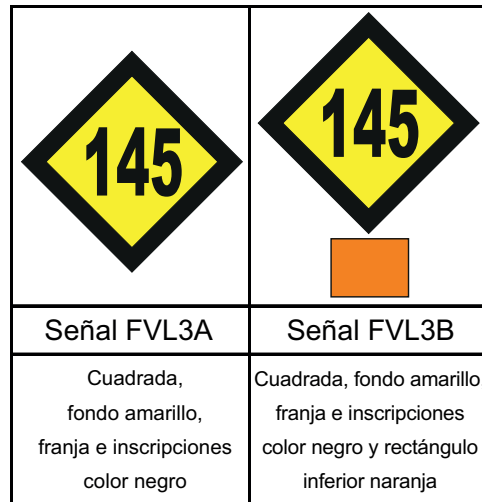 145
145
Señal FVL3A
Señal FVL3B
Cuadrada,
fondo amarillo,
franja e inscripciones
color negro
Cuadrada, fondo amarillo,
franja e inscripciones
color negro y rectángulo
inferior naranja